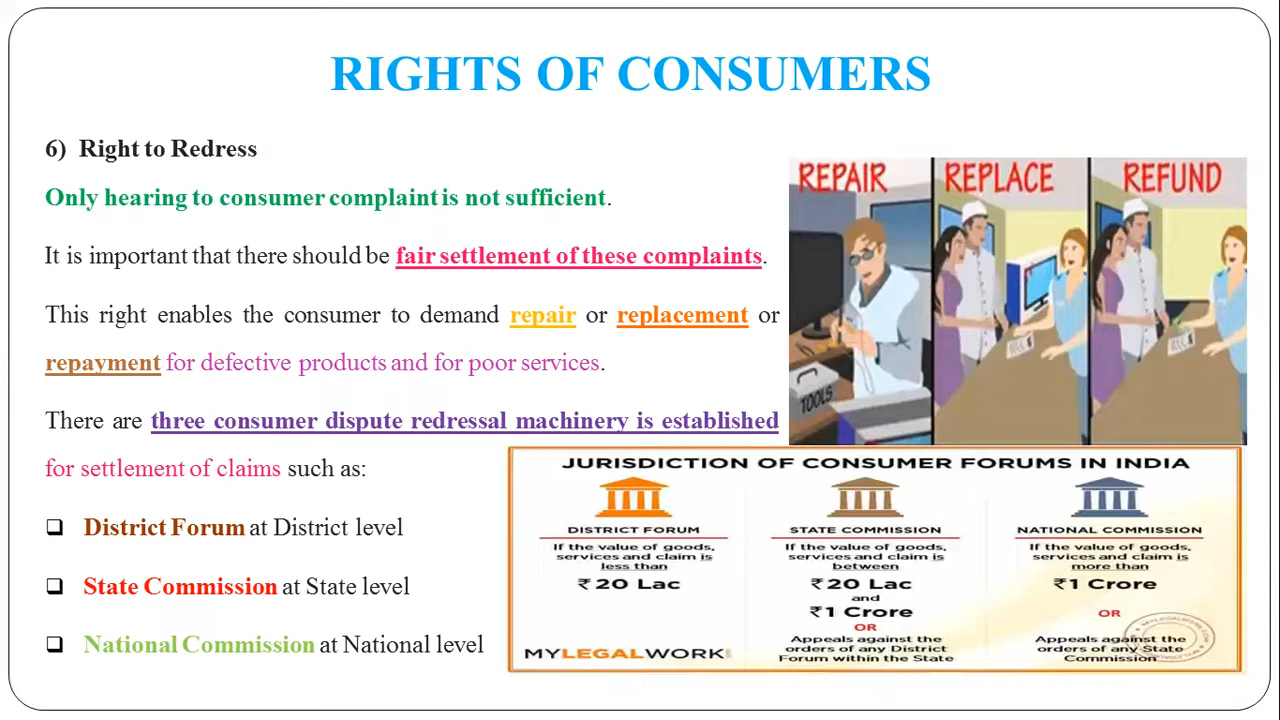 RIGHTS OF CONSUMERS
6) Right to Redress
Only hearing to consumer complaint is not sufficient.
It is important that there should be fair settlement of these complaints.
This right enables the consumer to demand repair or replacement or
repayment for defective products and for poor services.
There are three consumer dispute redressal machinery is established
for settlement of claims such as:
District Forum at District level
State Commission at State level
National Commission at National level
REPAIR
TOOLS
REPLACE
REFUND
JURISDICTION OF CONSUMER FORUMS IN INDIA
DISTRICT FORUM
If the value of goods,
services and claim is
less than
₹20 Lac
STATE COMMISSION
If the value of goods,
services and claim is
between
₹20 Lac
and
₹1 Crore
OR
Appeals against the
orders of any District
Forum within the State
NATIONAL COMMISSION
If the value of goods,
services and claim is
more than
₹1 Crore
OR
Appeals against the
orders of any State
Commission
MYLEGALWORK